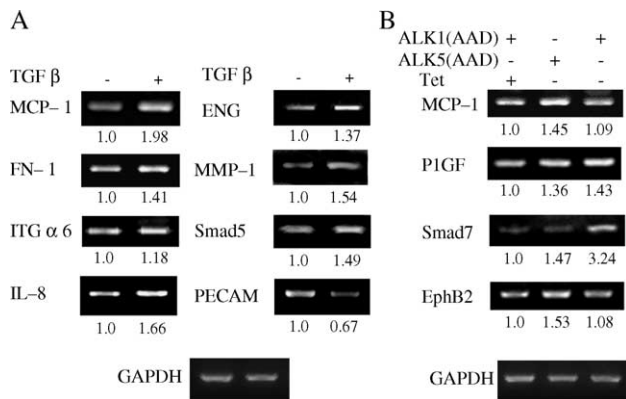 A
TGF β - + TGF β - +
MCP–1 ENG
1.0 1.98 1.0 1.37
FN–1 MMP–1
1.0 1.41 1.0 1.54
ITG α 6 Smad5
1.0 1.18 1.0 1.49
IL–8 PECAM
1.0 1.66 1.0 0.67
GAPDH
B
ALK1(AAD) + - +
ALK5(AAD) - + -
Tet + - -
MCP–1
1.0 1.45 1.09
P1GF
1.0 1.36 1.43
Smad7
1.0 1.47 3.24
EphB2
1.0 1.53 1.08
GAPDH